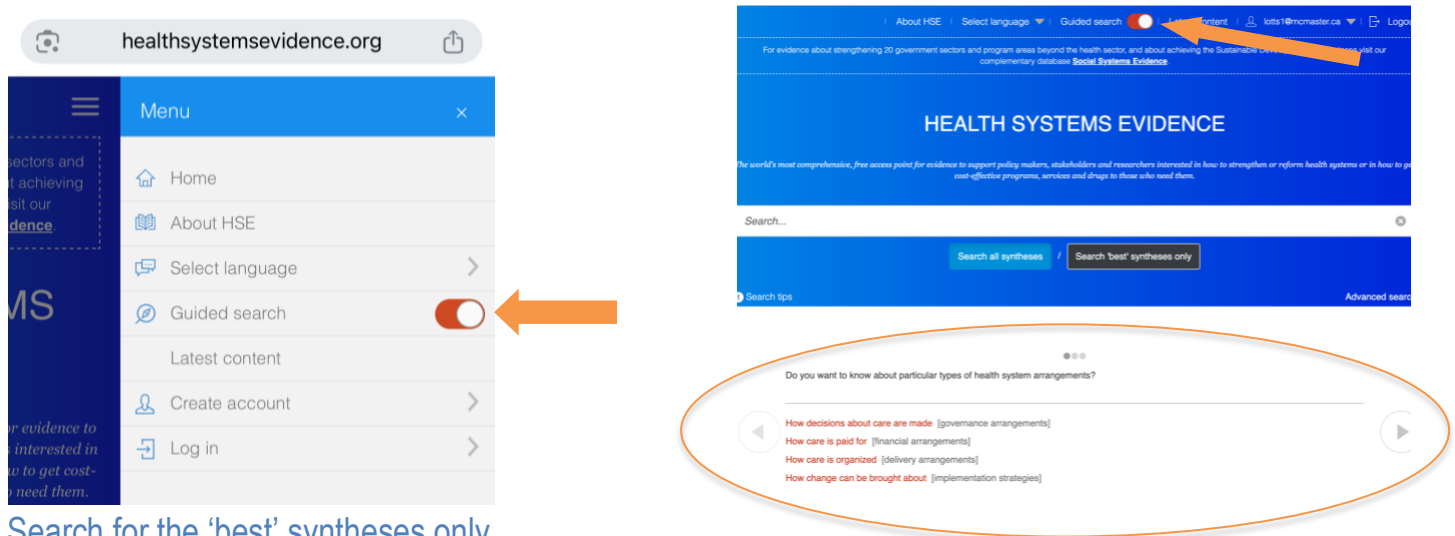 healthsystemsevidence.org
Menu
×
sectors and
achieving
isit our
dence.
MS
or evidence to
interested in
w to get cost-
need them.
Home
About HSE
Select language
Guided search
Latest content
Create account
Log in
Search for the ‘best’ syntheses only
About HSE | Select language | Guided search | content | lotts1@mcmaster.ca | Logou
For evidence about strengthening 20 government sectors and program areas beyond the health sector, and about achieving the Sustainable visit our
complementary database Social Systems Evidence.
HEALTH SYSTEMS EVIDENCE
The world's most comprehensive, free access point for evidence to support policy makers, stakeholders and researchers interested in how to strengthen or reform health systems or in how to ge
cost-effective programs, services and drugs to those who need them.
Search...
Search all syntheses / Search 'best' syntheses only
Search tips
Advanced searc
Do you want to know about particular types of health system arrangements?
How decisions about care are made [governance arrangements]
How care is paid for [financial arrangements]
How care is organized [delivery arrangements]
How change can be brought about [implementation strategies]